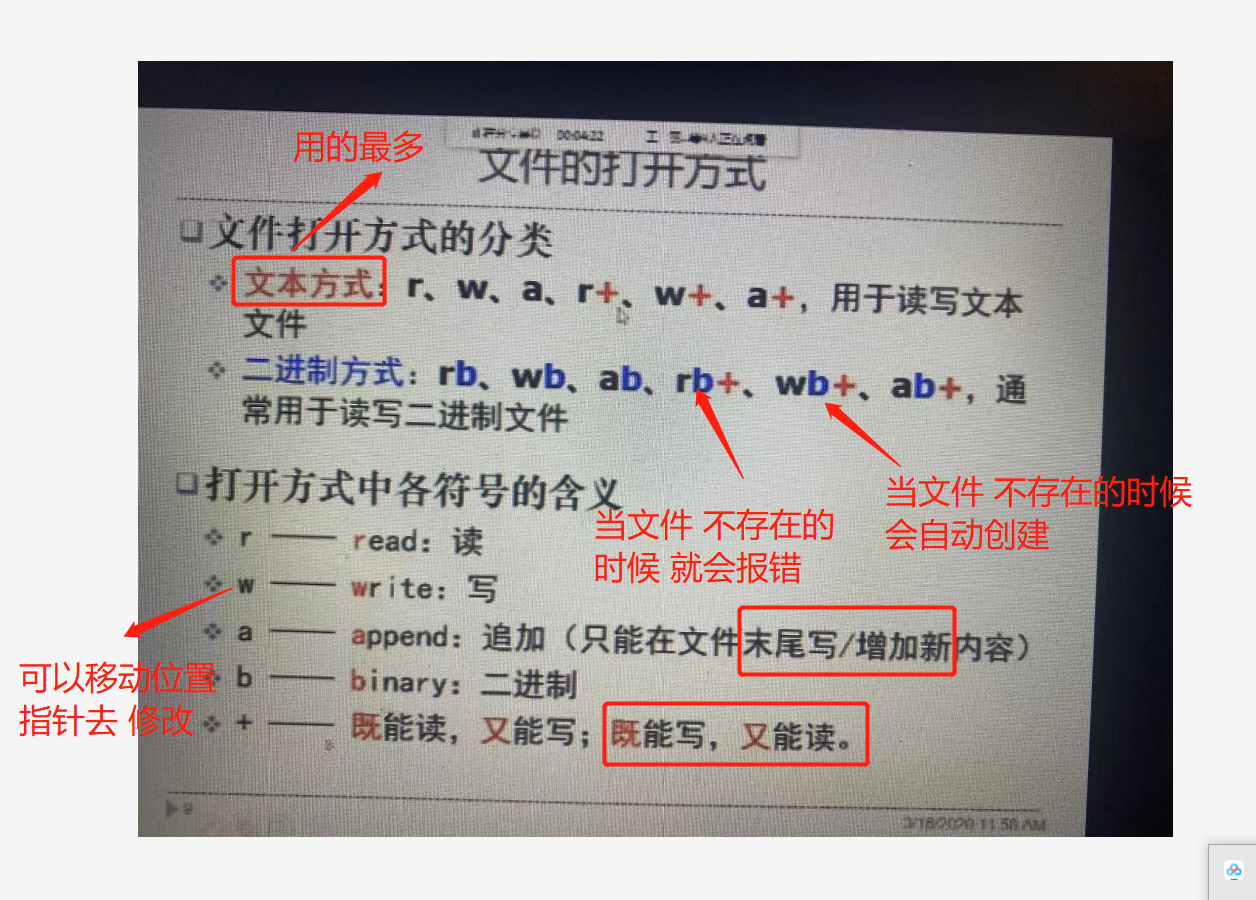 用的最多
00:04:22
文件的打开方式
❑文件打开方式的分类
❖ 文本方式：r、w、a、r+、w+、a+，用于读写文本
文件
❖ 二进制方式：rb、wb、ab、rb+、wb+、ab+，通
常用于读写二进制文件
当文件 不存在的时候
会自动创建
❑打开方式中各符号的含义
当文件 不存在的
时候 就会报错
❖ r —— read：读
❖ w —— write：写
❖ a —— append：追加（只能在文件末尾写/增加新内容）
可以移动位置
指针去 修改
❖ b —— binary：二进制
❖ + —— 既能读，又能写；既能写，又能读。
9
3/18/2020 11:56 AM